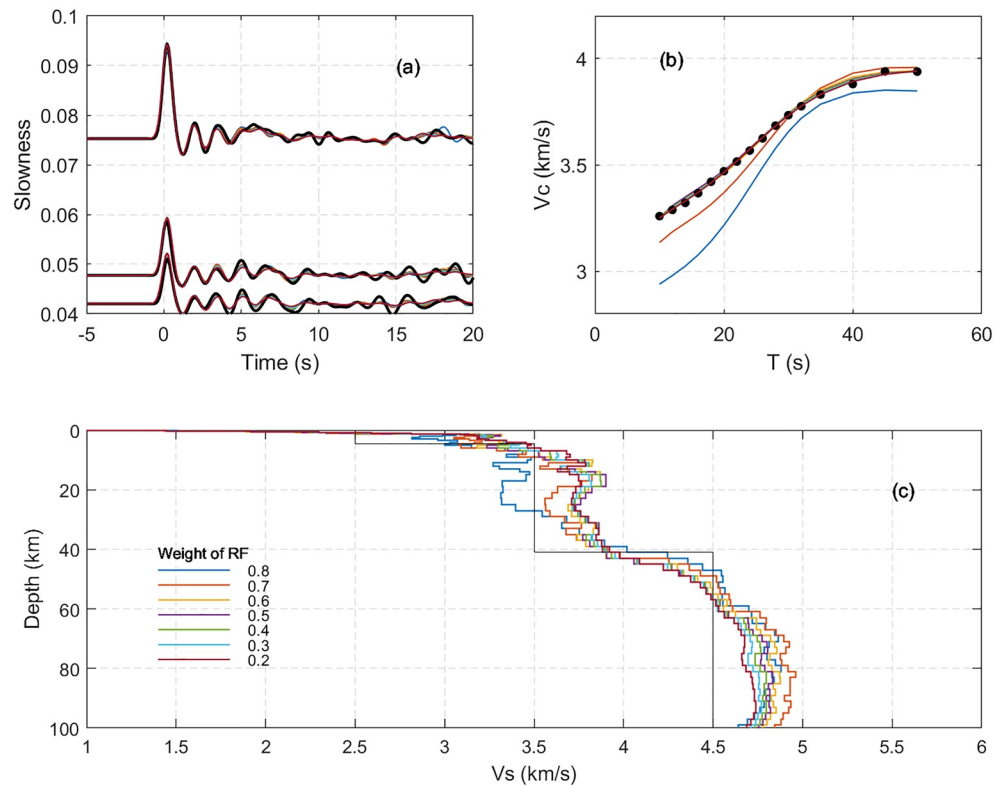 0.1
0.09
0.08
0.07
0.06
0.05
0.04
Slowness
(a)
-5 0 5 10 15 20
Time (s)
4
3.5
3
Vc (km/s)
(b)
0 20 40 60
T (s)
0
20
40
60
80
100
Depth (km)
(c)
Weight of RF
0.8
0.7
0.6
0.5
0.4
0.3
0.2
1 1.5 2 2.5 3 3.5 4 4.5 5 5.5 6
Vs (km/s)